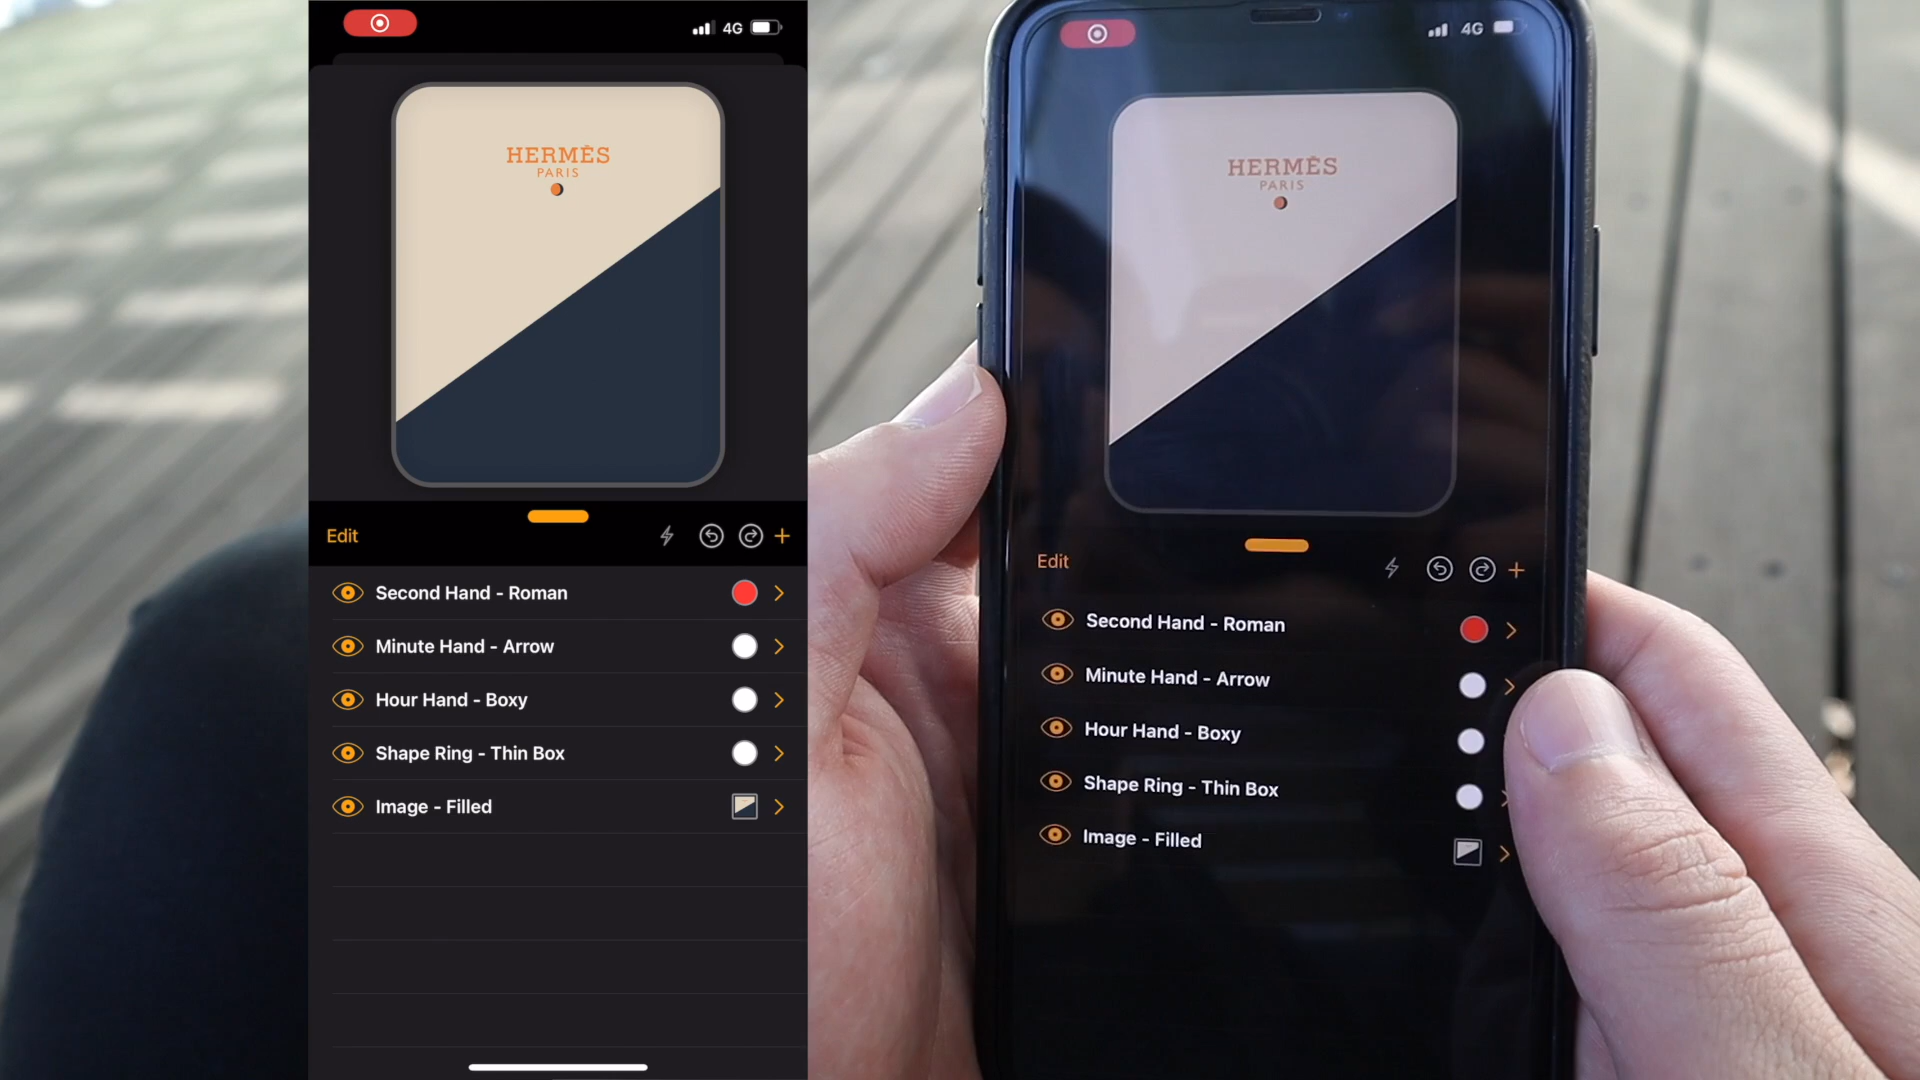 4G
HERMÈS
PARIS
Edit
Second Hand - Roman
Minute Hand - Arrow
Hour Hand - Boxy
Shape Ring - Thin Box
Image - Filled
4G
HERMÈS
PARIS
Edit
Second Hand - Roman
Minute Hand - Arrow
Hour Hand - Boxy
Shape Ring - Thin Box
Image - Filled